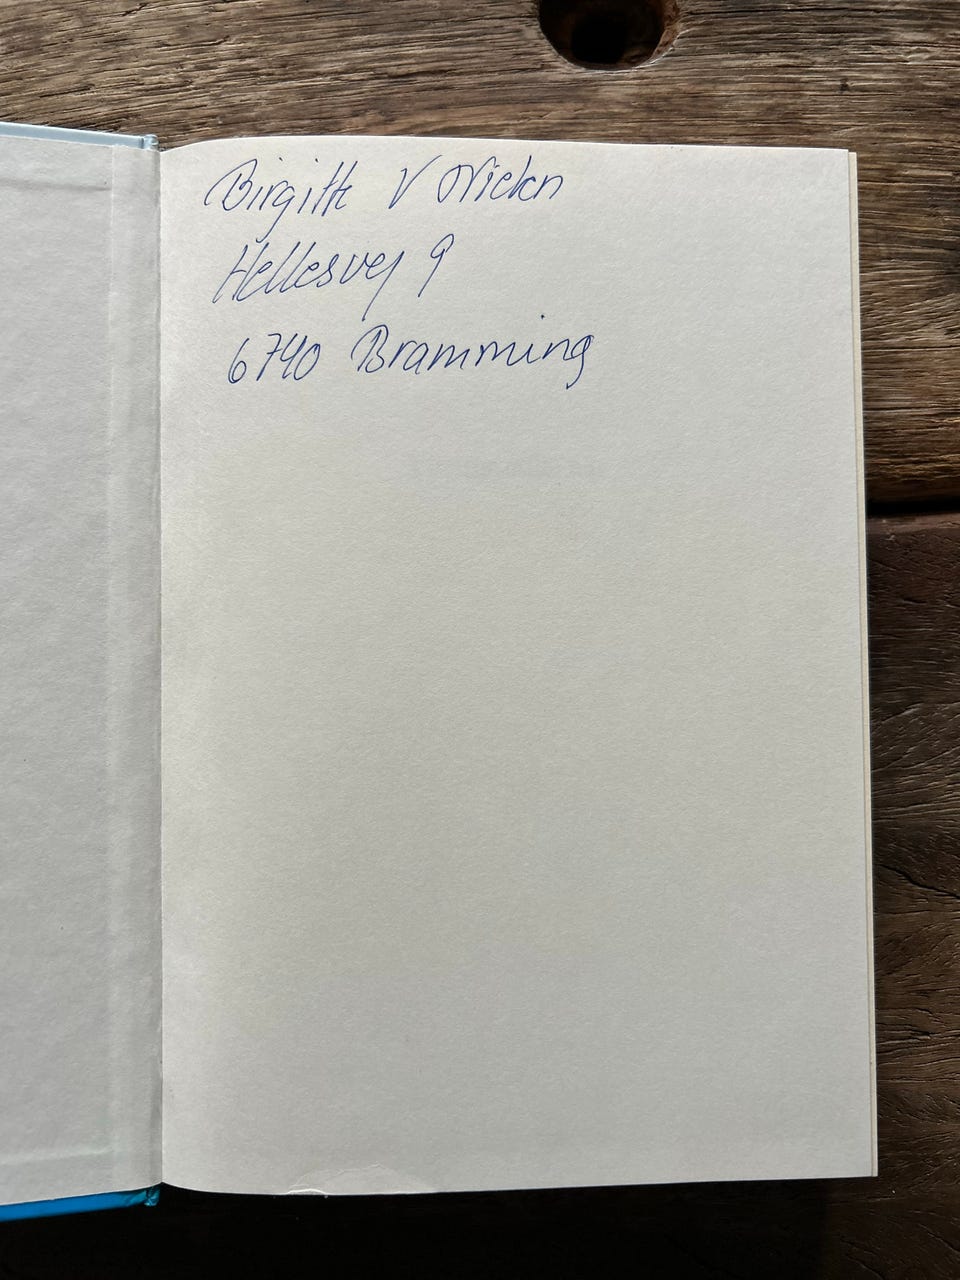 Birgitte V Nielsen
Hellesvej 9
6740 Bramming